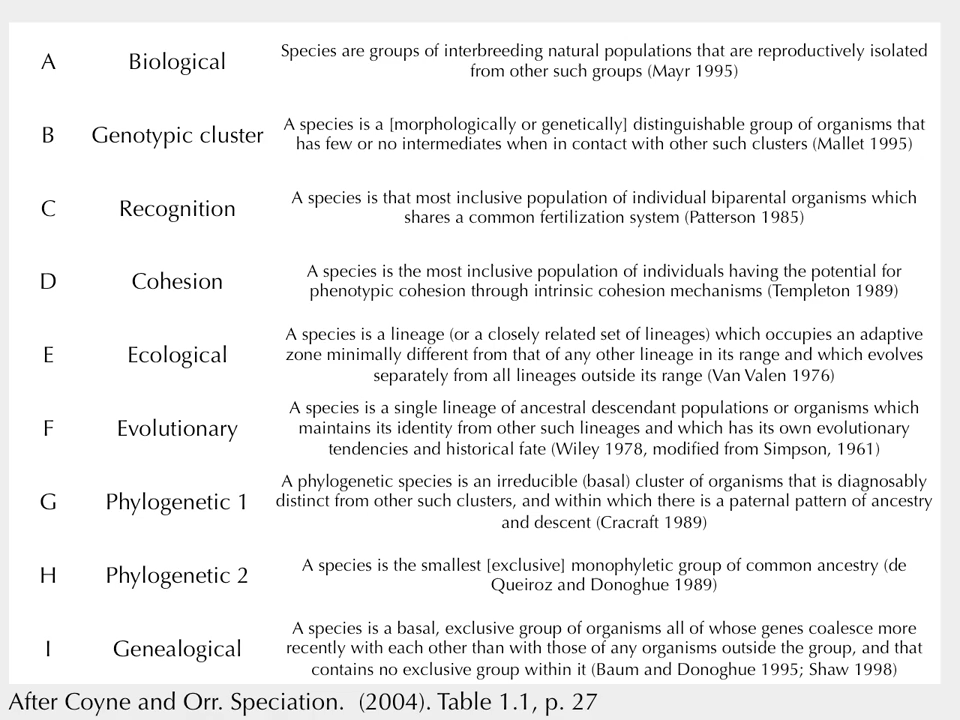 A Biological Species are groups of interbreeding natural populations that are reproductively isolated
from other such groups (Mayr 1995)
B Genotypic cluster A species is a [morphologically or genetically] distinguishable group of organisms that
has few or no intermediates when in contact with other such clusters (Mallet 1995)
C Recognition A species is that most inclusive population of individual biparental organisms which
shares a common fertilization system (Patterson 1985)
D Cohesion A species is the most inclusive population of individuals having the potential for
phenotypic cohesion through intrinsic cohesion mechanisms (Templeton 1989)
E Ecological A species is a lineage (or a closely related set of lineages) which occupies an adaptive
zone minimally different from that of any other lineage in its range and which evolves
separately from all lineages outside its range (Van Valen 1976)
F Evolutionary A species is a single lineage of ancestral descendant populations or organisms which
maintains its identity from other such lineages and which has its own evolutionary
tendencies and historical fate (Wiley 1978, modified from Simpson, 1961)
G Phylogenetic 1 A phylogenetic species is an irreducible (basal) cluster of organisms that is diagnosably
distinct from other such clusters, and within which there is a paternal pattern of ancestry
and descent (Cracraft 1989)
H Phylogenetic 2 A species is the smallest [exclusive] monophyletic group of common ancestry (de
Queiroz and Donoghue 1989)
I Genealogical A species is a basal, exclusive group of organisms all of whose genes coalesce more
recently with each other than with those of any organisms outside the group, and that
contains no exclusive group within it (Baum and Donoghue 1995; Shaw 1998)
After Coyne and Orr. Speciation. (2004). Table 1.1, p. 27